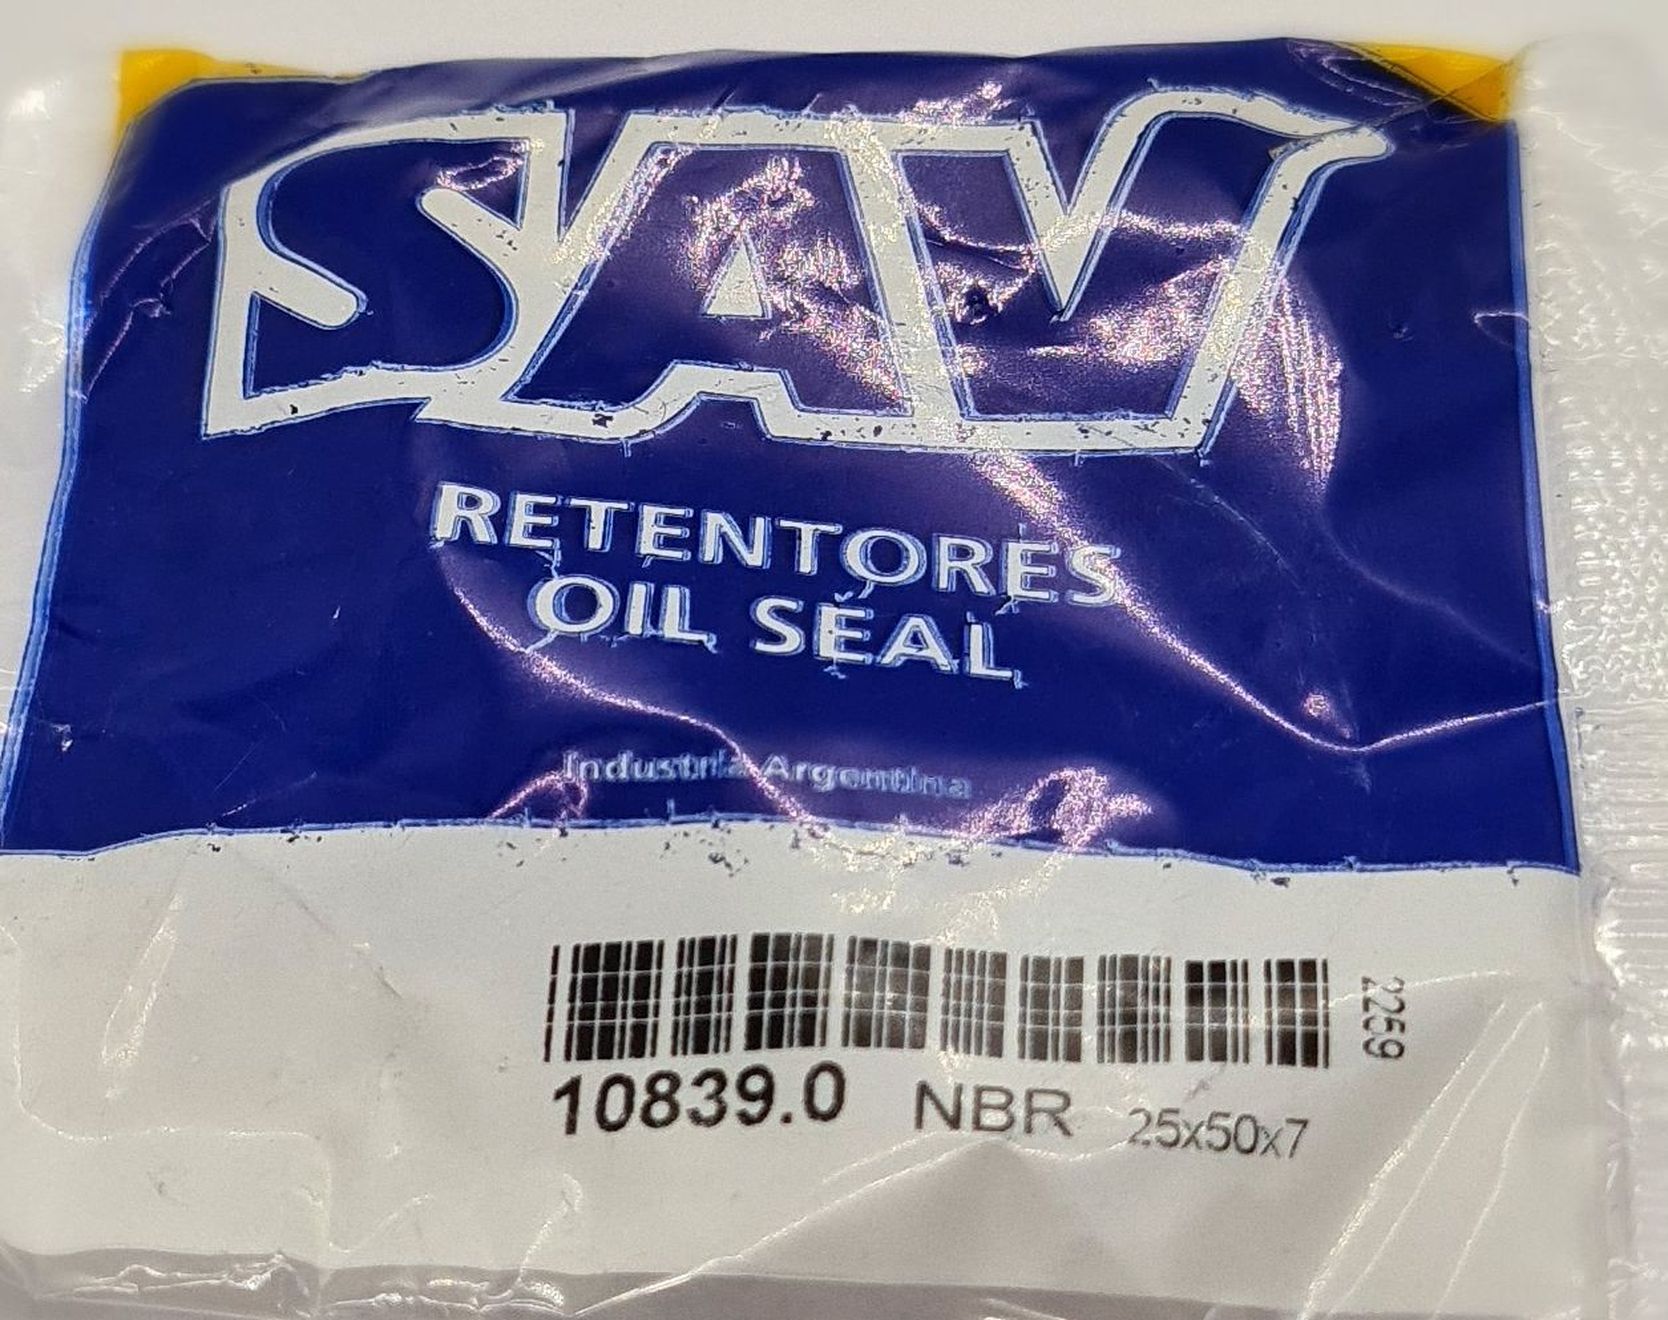 SAV
RETENTORES
OIL SEAL
Industria Argentina
2259
10839.0 NBR 25x50x7